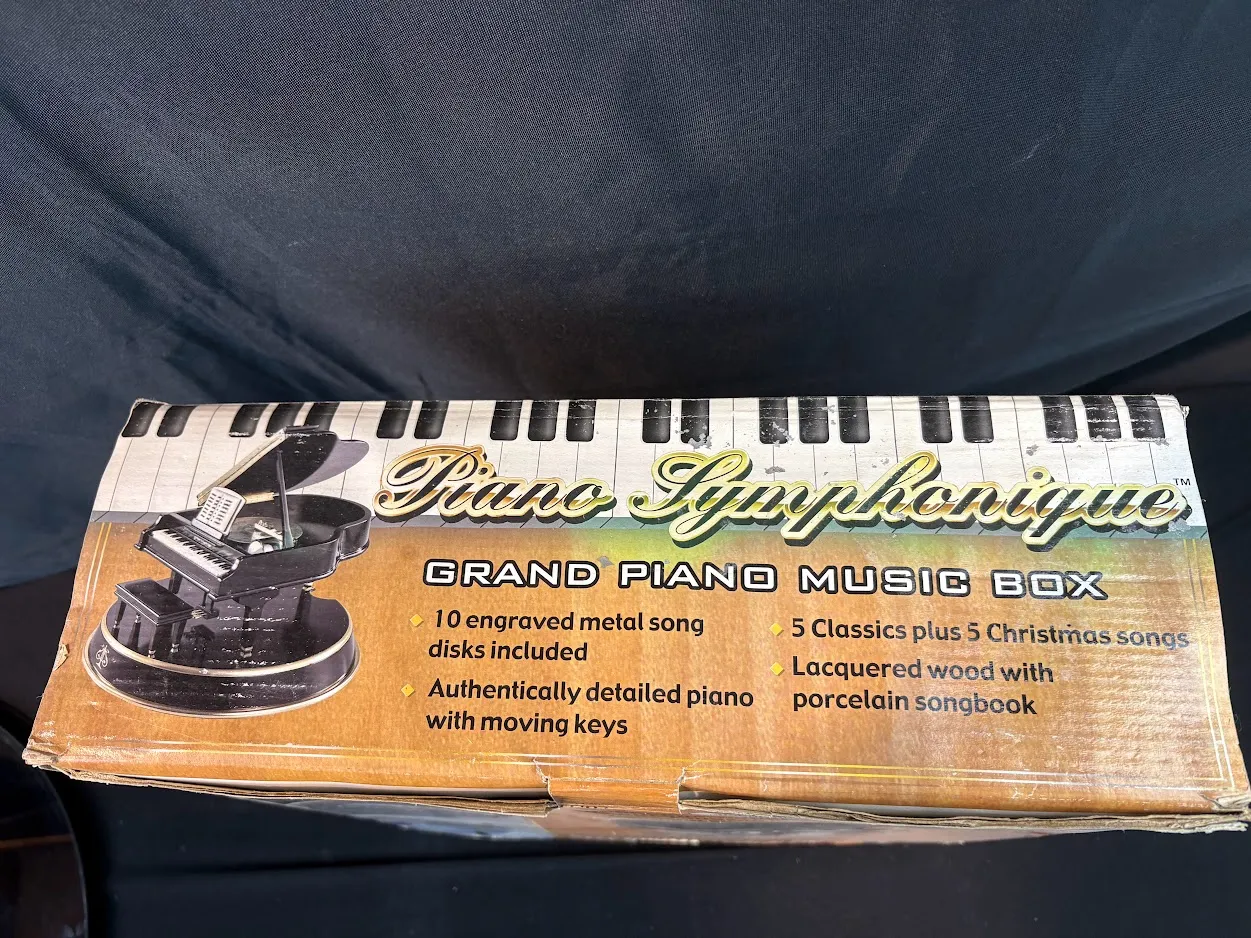 Piano Symphonique™
GRAND PIANO MUSIC BOX
10 engraved metal song
disks included
Authentically detailed piano
with moving keys
5 Classics plus 5 Christmas songs
Lacquered wood with
porcelain songbook